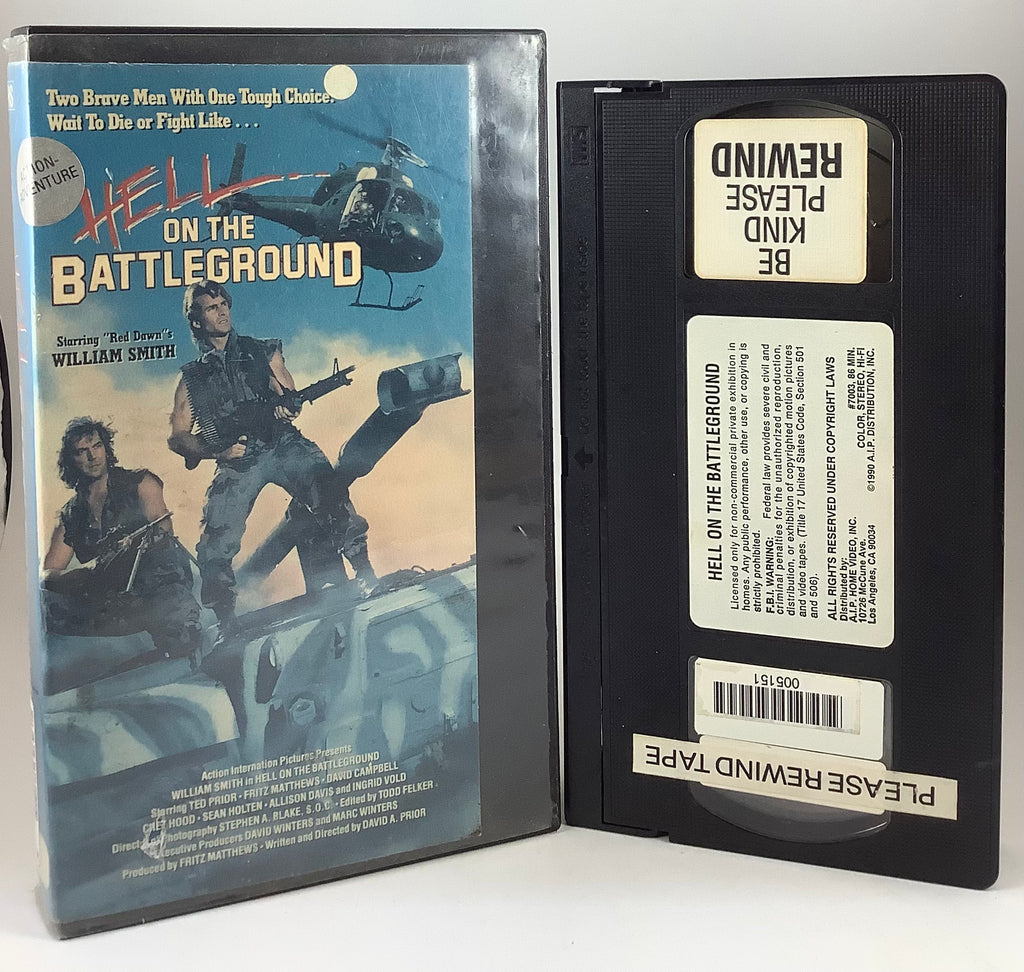 Two Brave Men With One Tough Choice.
Wait To Die or Fight Like . . .
HELL
ON THE
BATTLEGROUND
Starring "Red Dawn"s
WILLIAM SMITH
Action International Pictures Presents
WILLIAM SMITH in HELL ON THE BATTLEGROUND
Starring TED PRIOR • FRITZ MATTHEWS • DAVID CAMPBELL
CHET HOOD • SEAN HOLTEN • ALLISON DAVIS and INGRID VOLD
Photography STEPHEN A. BLAKE, S.O.C. • Edited by TODD FELKER
Executive Producers DAVID WINTERS and MARC WINTERS
Produced by FRITZ MATTHEWS • Written and Directed by DAVID A. PRIOR
VHS
BE
KIND
PLEASE
REWIND
HELL ON THE BATTLEGROUND
Licensed only for non-commercial private exhibition in
homes. Any public performance, other use, or copying is
strictly prohibited.
F.B.I. WARNING: Federal law provides severe civil and
criminal penalties for the unauthorized reproduction,
distribution, or exhibition of copyrighted motion pictures
and video tapes. (Title 17 United States Code, Section 501
and 506).
ALL RIGHTS RESERVED UNDER COPYRIGHT LAWS
Distributed by:
A.I.P. HOME VIDEO, INC.
10726 McCune Ave.
Los Angeles, CA 90034
#7003, 86 MIN.
COLOR, STEREO, HI-FI
©1990 A.I.P. DISTRIBUTION, INC.
005151
PLEASE REWIND TAPE